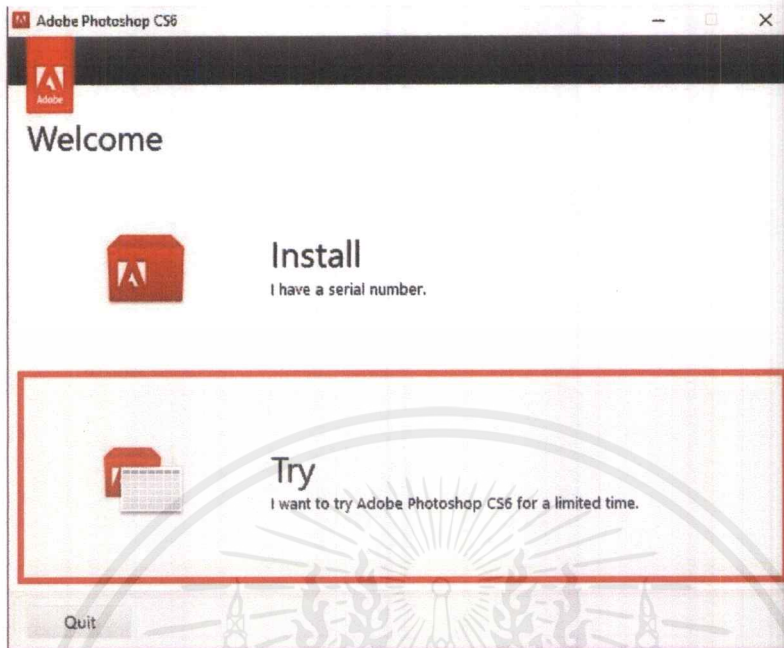 Adobe Photoshop CS6
Adobe
Welcome
Install
I have a serial number.
Try
I want to try Adobe Photoshop CS6 for a limited time.
Quit